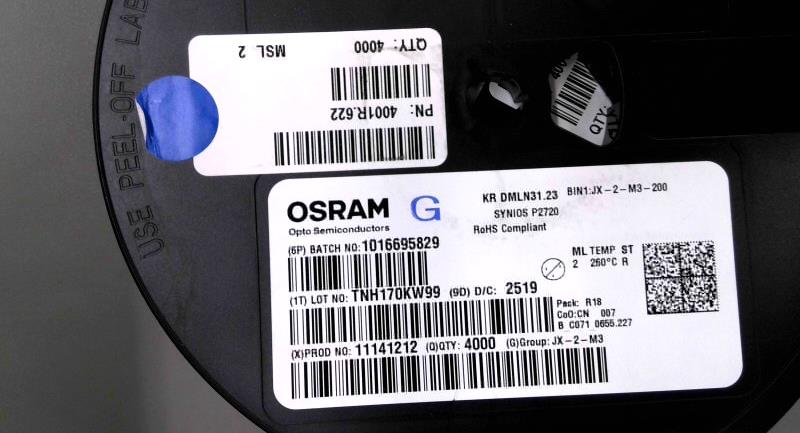 USE PEEL-OFF LAB
QTY: 4000 MSL 2
PN: 4001R.622
QTY:
OSRAM G
Opto Semiconductors
KR DMLN31.23 BIN1:JX-2-M3-200
SYNIOS P2720
RoHS Compliant
(6P) BATCH NO:1016695829
ML TEMP ST
2 260°C R
(1T) LOT NO: TNH170KW99 (9D) D/C: 2519
Pack: R18
CoO:CN 007
B_C071_0655.227
(X)PROD NO: 11141212 (Q)QTY: 4000 (G)Group: JX-2-M3